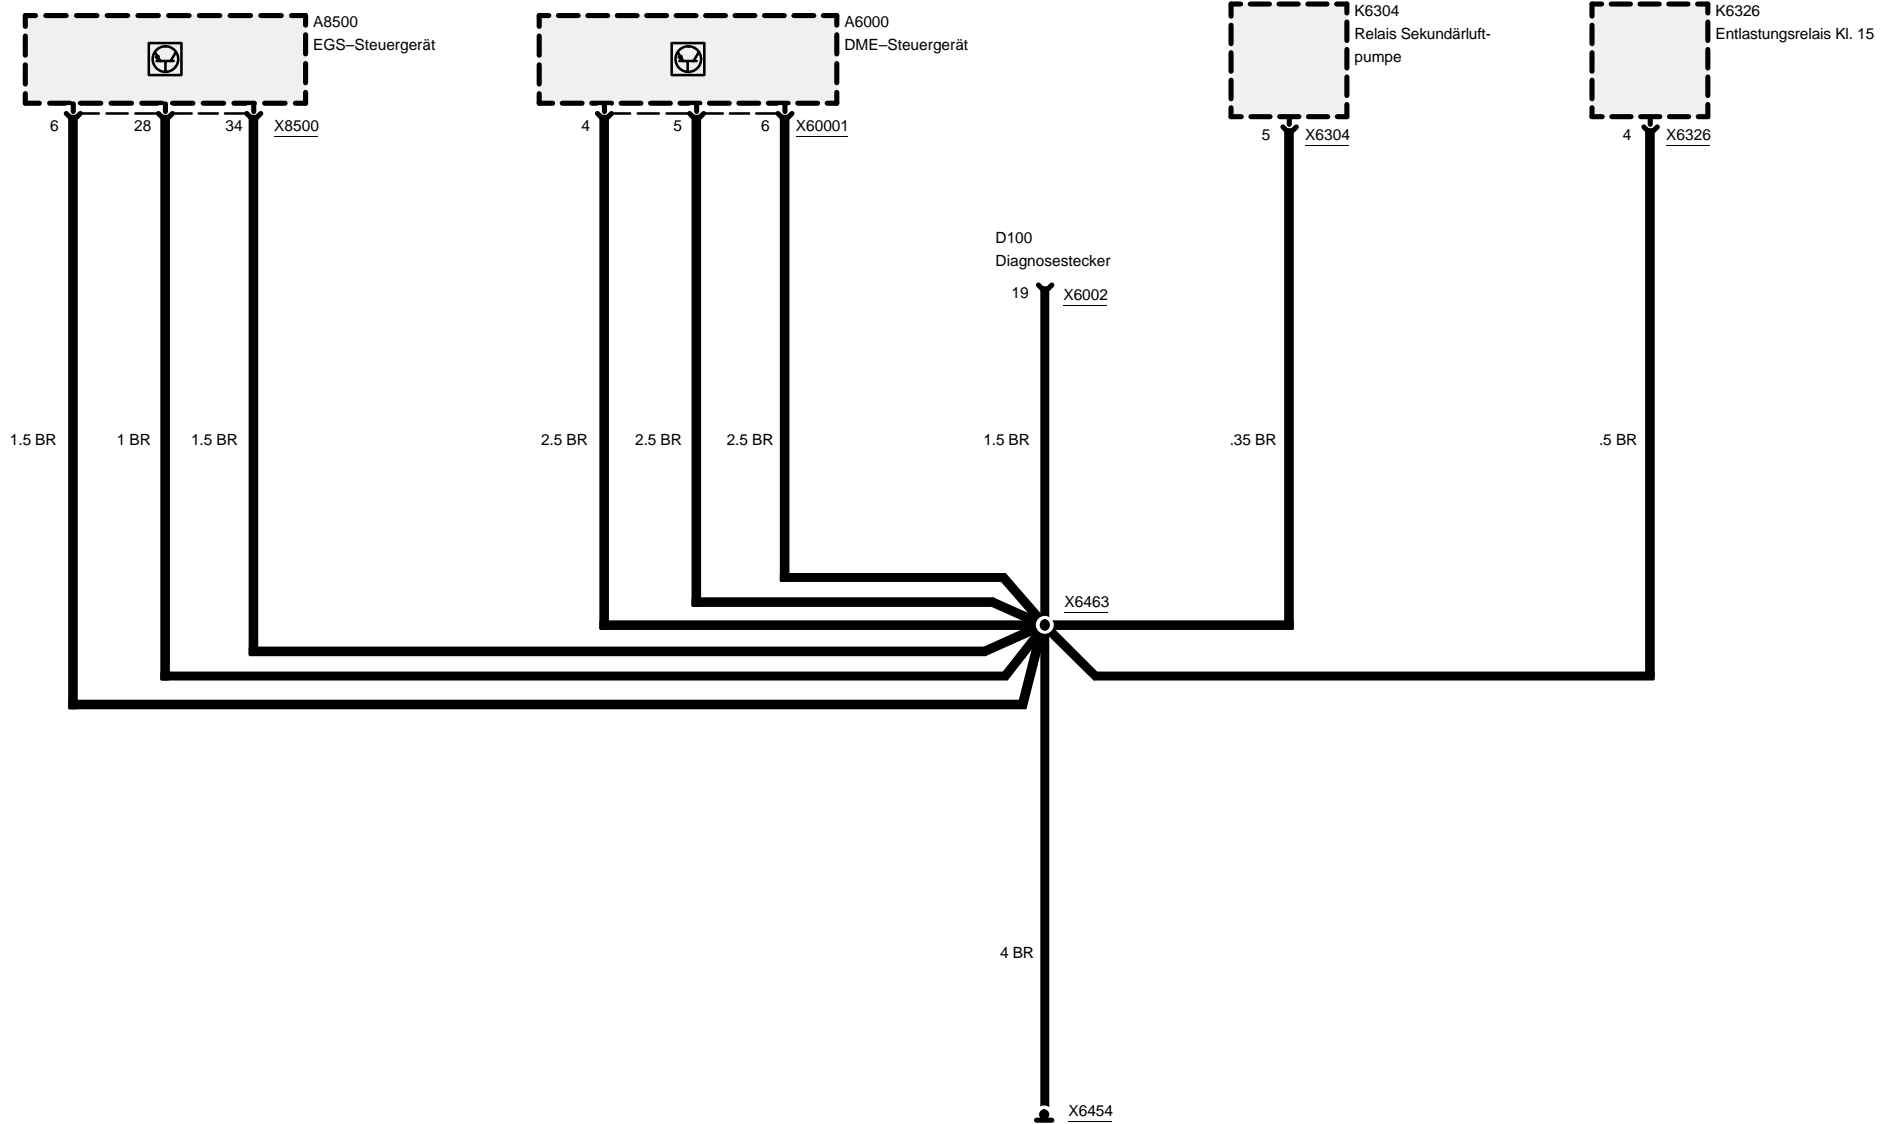 A8500
EGS–Steuergerät
A6000
DME–Steuergerät
K6304
Relais Sekundärluft-
pumpe
K6326
Entlastungsrelais Kl. 15
6 28 34 X8500
4 5 6 X60001
5 X6304
4 X6326
D100
Diagnosestecker
19 X6002
1.5 BR 1 BR 1.5 BR 2.5 BR 2.5 BR 2.5 BR 1.5 BR .35 BR .5 BR
X6463
4 BR
X6454